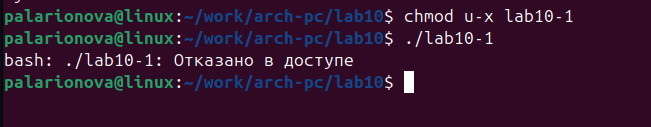 palarionova@linux:~/work/arch-pc/lab10$ chmod u-x lab10-1
palarionova@linux:~/work/arch-pc/lab10$ ./lab10-1
bash: ./lab10-1: Отказано в доступе
palarionova@linux:~/work/arch-pc/lab10$